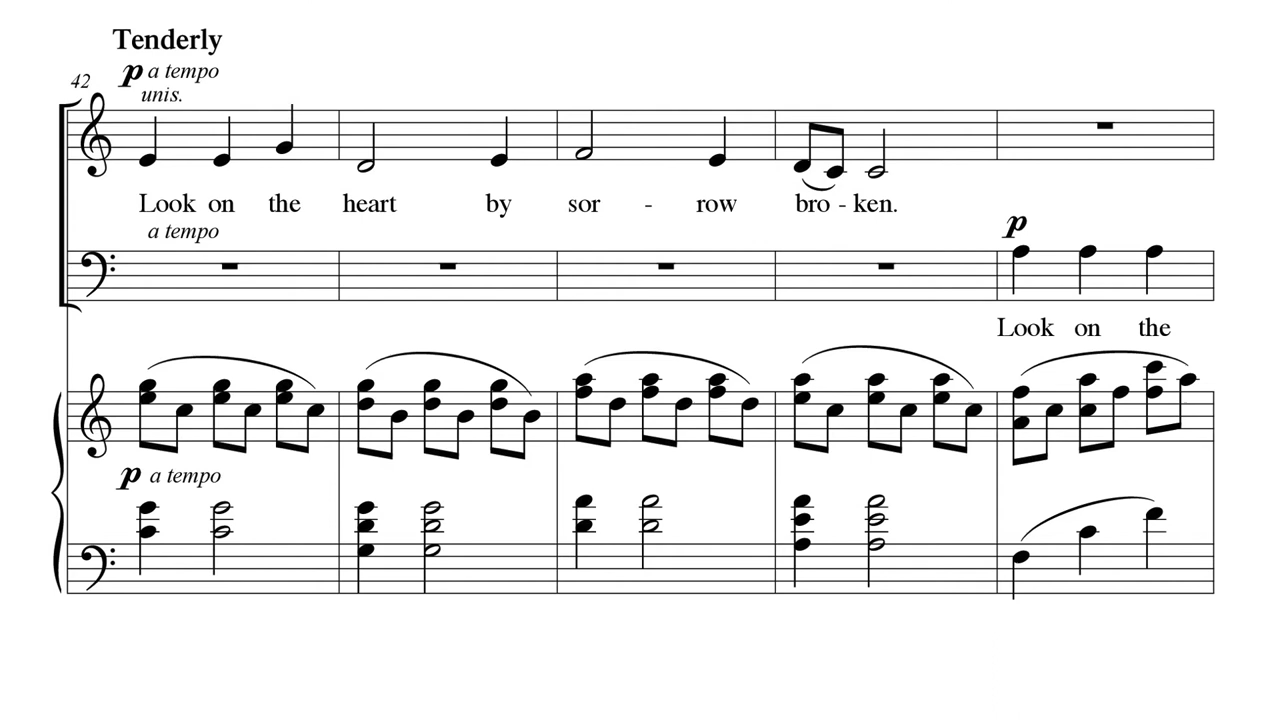 Tenderly
p a tempo
42 unis.
Look on the heart by sor - row bro - ken.
a tempo
p
Look on the
p a tempo